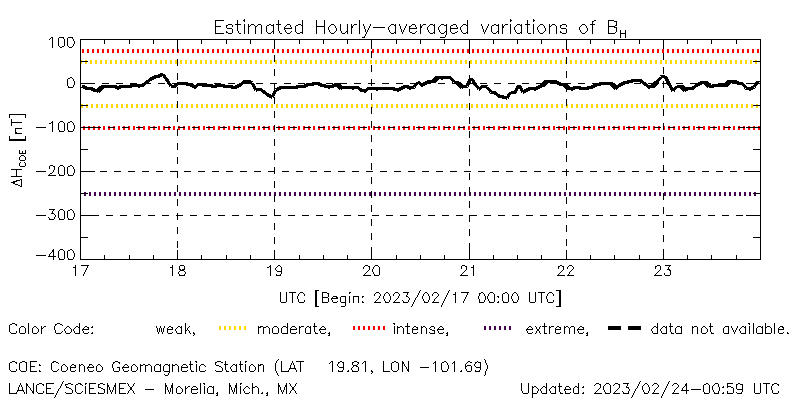 Estimated Hourly-averaged variations of BH
100
0
-100
-200
-300
-400
ΔHCOE [nT]
17 18 19 20 21 22 23
UTC [Begin: 2023/02/17 00:00 UTC]
Color Code: weak, moderate, intense, extreme, data not available.
COE: Coeneo Geomagnetic Station (LAT 19.81, LON -101.69)
LANCE/SCiESMEX - Morelia, Mich., MX Updated: 2023/02/24-00:59 UTC